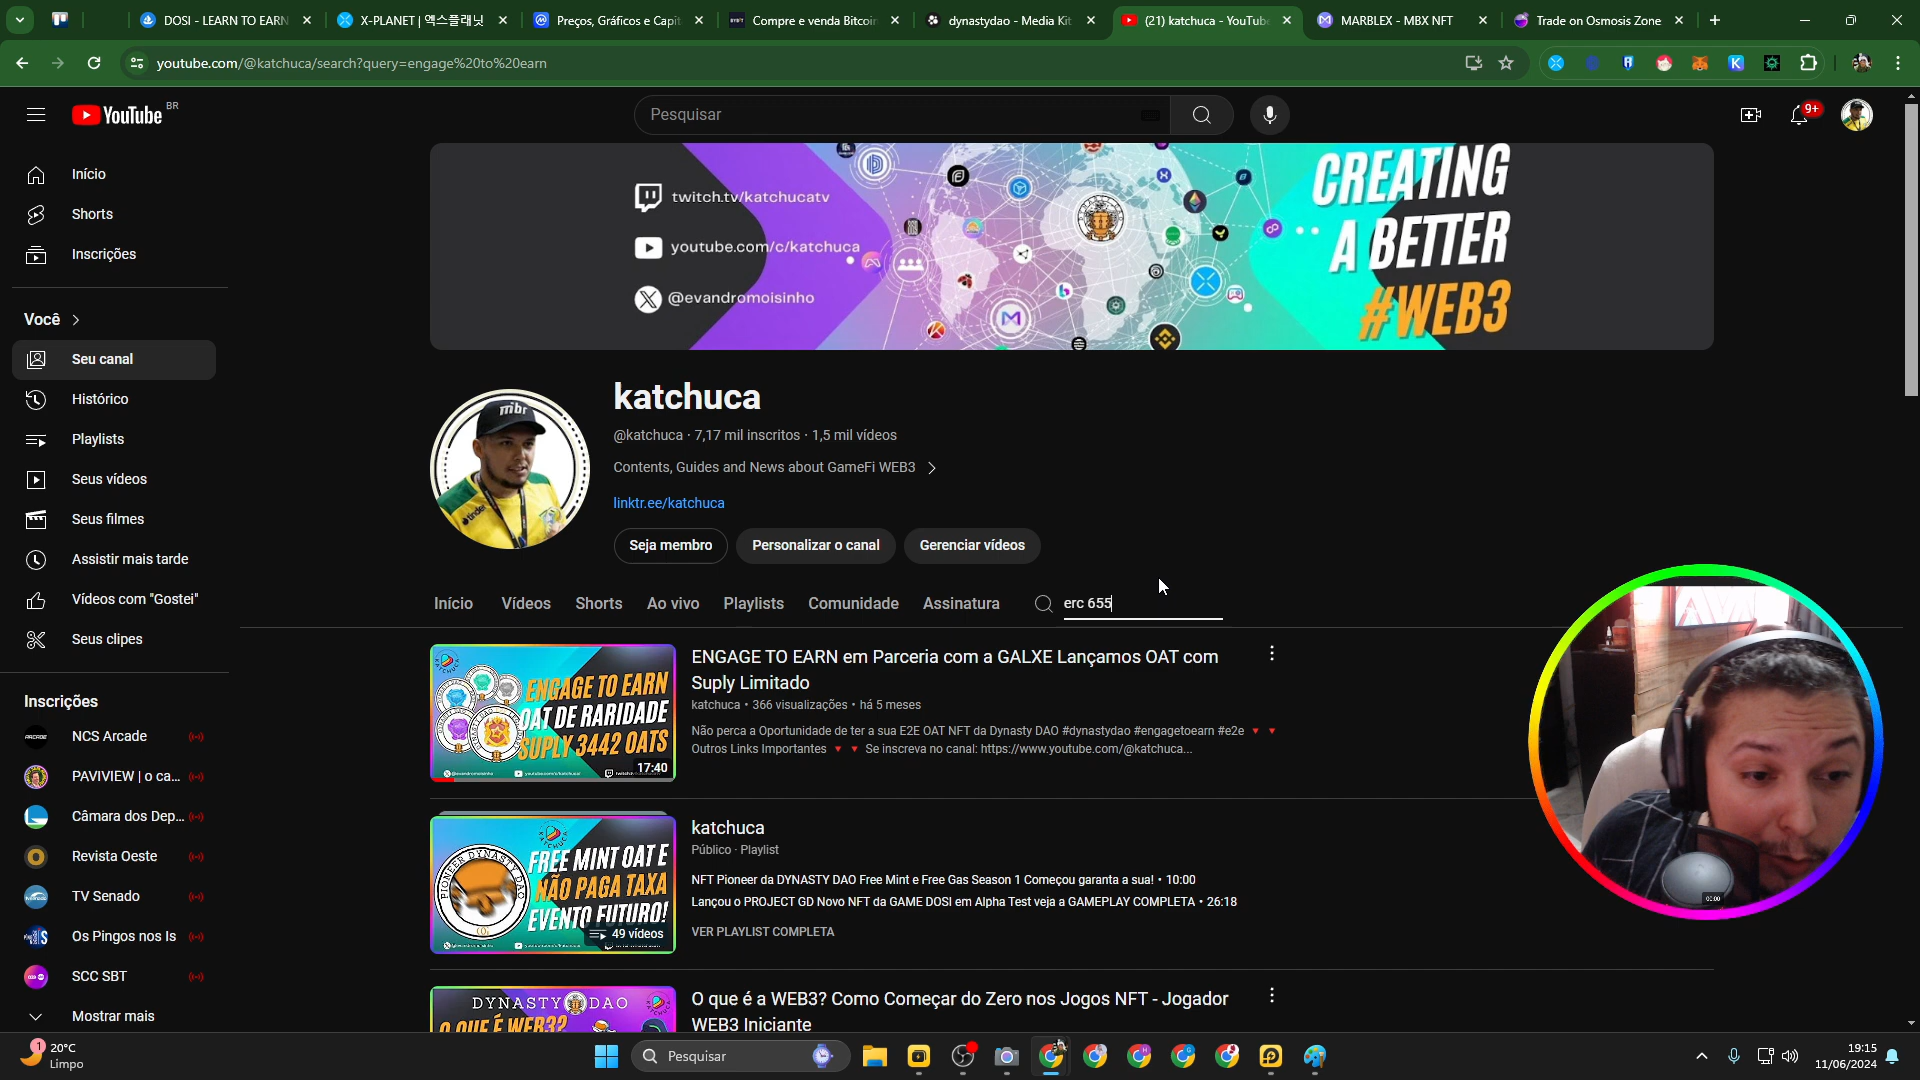 DOSI - LEARN TO EARN
X-PLANET | 엑스플래닛
Preços, Gráficos e Capit
Compre e venda Bitcoin
dynastydao - Media Kit
(21) katchuca - YouTube
MARBLEX - MBX NFT
Trade on Osmosis Zone
youtube.com/@katchuca/search?query=engage%20to%20earn
YouTube BR
Pesquisar
9+
Início
Shorts
Inscrições
Você
Seu canal
Histórico
Playlists
Seus vídeos
Seus filmes
Assistir mais tarde
Vídeos com "Gostei"
Seus clipes
Inscrições
NCS Arcade
PAVIVIEW | o ca...
Câmara dos Dep...
Revista Oeste
TV Senado
Os Pingos nos Is
SCC SBT
Mostrar mais
twitch.tv/katchucatv
youtube.com/c/katchuca
@evandromoisinho
CREATING
A BETTER
#WEB3
mibr
tinder
katchuca
@katchuca · 7,17 mil inscritos · 1,5 mil vídeos
Contents, Guides and News about GameFi WEB3
linktr.ee/katchuca
Seja membro
Personalizar o canal
Gerenciar vídeos
Início
Vídeos
Shorts
Ao vivo
Playlists
Comunidade
Assinatura
erc 655
ENGAGE TO EARN
OAT DE RARIDADE
SUPLY 3442 OATS
17:40
ENGAGE TO EARN em Parceria com a GALXE Lançamos OAT com
Suply Limitado
katchuca • 366 visualizações • há 5 meses
Não perca a Oportunidade de ter a sua E2E OAT NFT da Dynasty DAO #dynastydao #engagetoearn #e2e
Outros Links Importantes Se inscreva no canal: https://www.youtube.com/@katchuca...
PIONEER DYNASTY DAO
FREE MINT OAT E
NÃO PAGA TAXA
EVENTO FUTURO!
49 vídeos
katchuca
Público · Playlist
NFT Pioneer da DYNASTY DAO Free Mint e Free Gas Season 1 Começou garanta a sua! • 10:00
Lançou o PROJECT GD Novo NFT da GAME DOSI em Alpha Test veja a GAMEPLAY COMPLETA • 26:18
VER PLAYLIST COMPLETA
DYNASTY DAO
O QUE É WEB3?
O que é a WEB3? Como Começar do Zero nos Jogos NFT - Jogador
WEB3 Iniciante
00:00
1
20°C
Limpo
Pesquisar
19:15
11/06/2024